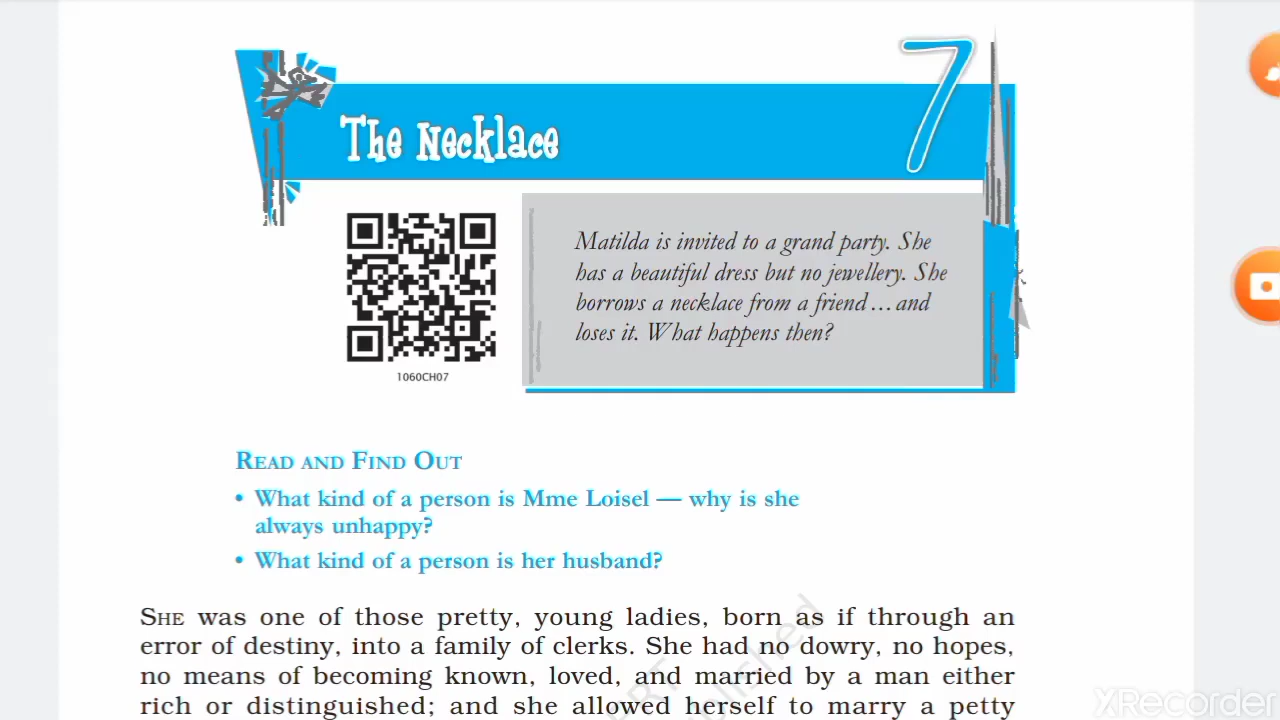 7
The Necklace
Matilda is invited to a grand party. She
has a beautiful dress but no jewellery. She
borrows a necklace from a friend...and
loses it. What happens then?
1060CH07
READ AND FIND OUT
• What kind of a person is Mme Loisel — why is she
always unhappy?
• What kind of a person is her husband?
SHE was one of those pretty, young ladies, born as if through an
error of destiny, into a family of clerks. She had no dowry, no hopes,
no means of becoming known, loved, and married by a man either
rich or distinguished; and she allowed herself to marry a petty
XRecorder